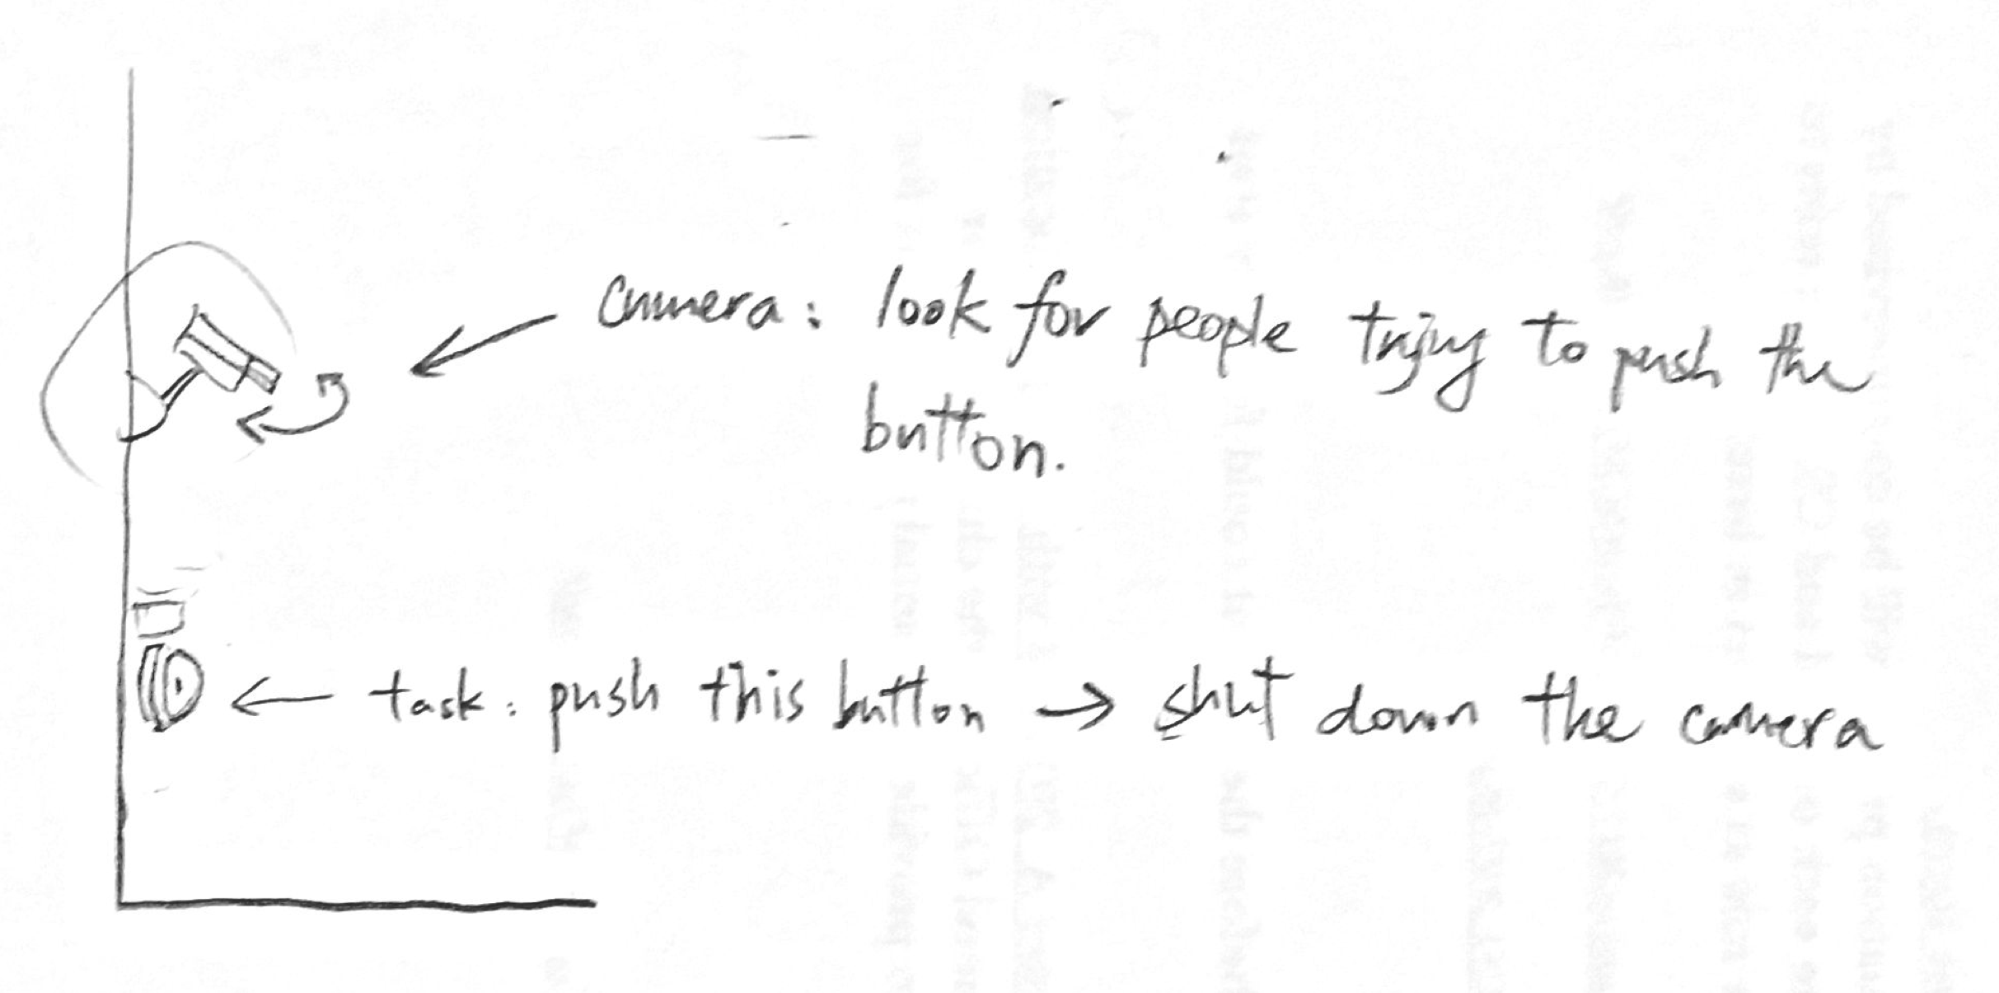 camera: look for people trying to push the
button.
task: push this button → shut down the camera